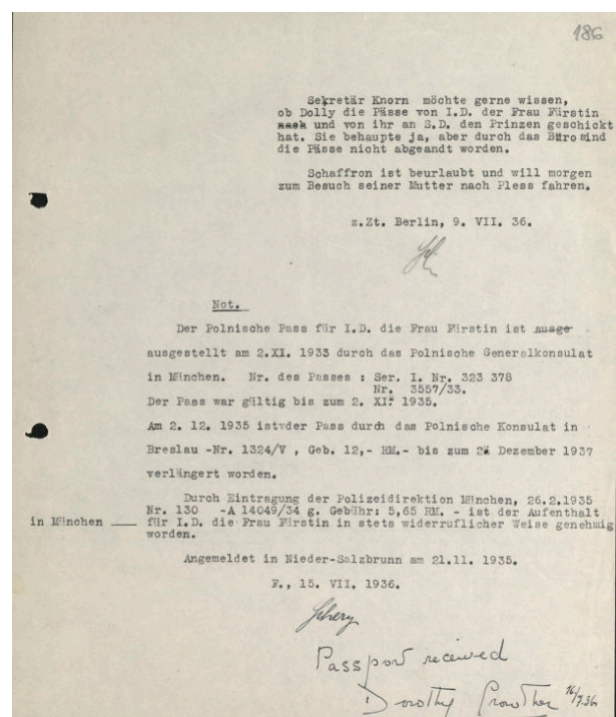 186
Sekretär Knorn möchte gerne wissen,
ob Dolly die Pässe von I.D. der Frau Fürstin
nach und von ihr an S.D. den Prinzen geschickt
hat. Sie behaupte ja, aber durch das Büro sind
die Pässe nicht abgeandt worden.
Schaffron ist beurlaubt und will morgen
zum Besuch seiner Mutter nach Pless fahren.
z.Zt. Berlin, 9. VII. 36.
Not.
Der Polnische Pass für I.D. die Frau Fürstin ist ausge-
ausgestellt am 2.XI. 1933 durch das Polnische Generalkonsulat
in München. Nr. des Passes : Ser. I. Nr. 323 378
Nr. 3557/33.
Der Pass war gültig bis zum 2. XI. 1935.
Am 2. 12. 1935 istvder Pass durch das Polnische Konsulat in
Breslau -Nr. 1324/V , Geb. 12,- RM.- bis zum 2. Dezember 1937
verlängert worden.
Durch Eintragung der Polizeidirektion München, 26.2.1935
Nr. 130 -A 14049/34 g. Gebühr: 5,65 RM. - ist der Aufenthalt
in München ____ für I.D. die Frau Fürstin in stets widerruflicher Weise genehmig
worden.
Angemeldet in Nieder-Salzbrunn am 21.11. 1935.
F., 15. VII. 1936.
Passport received
Dorothy Crowther 16/7.36